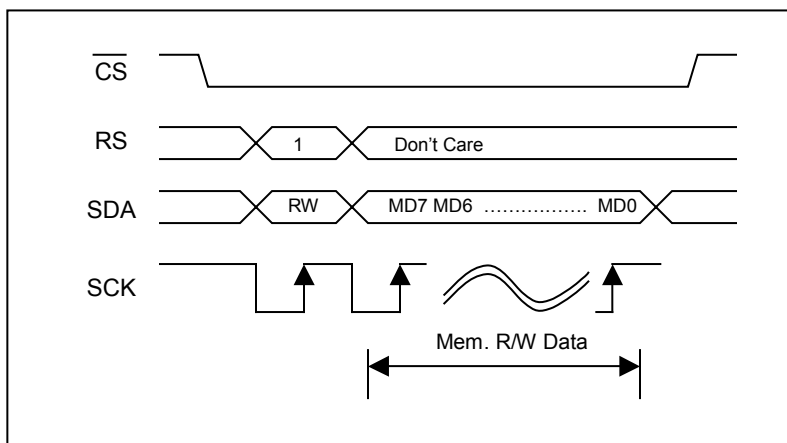 CS
RS 1 Don't Care
SDA RW MD7 MD6 ................. MD0
SCK
Mem. R/W Data